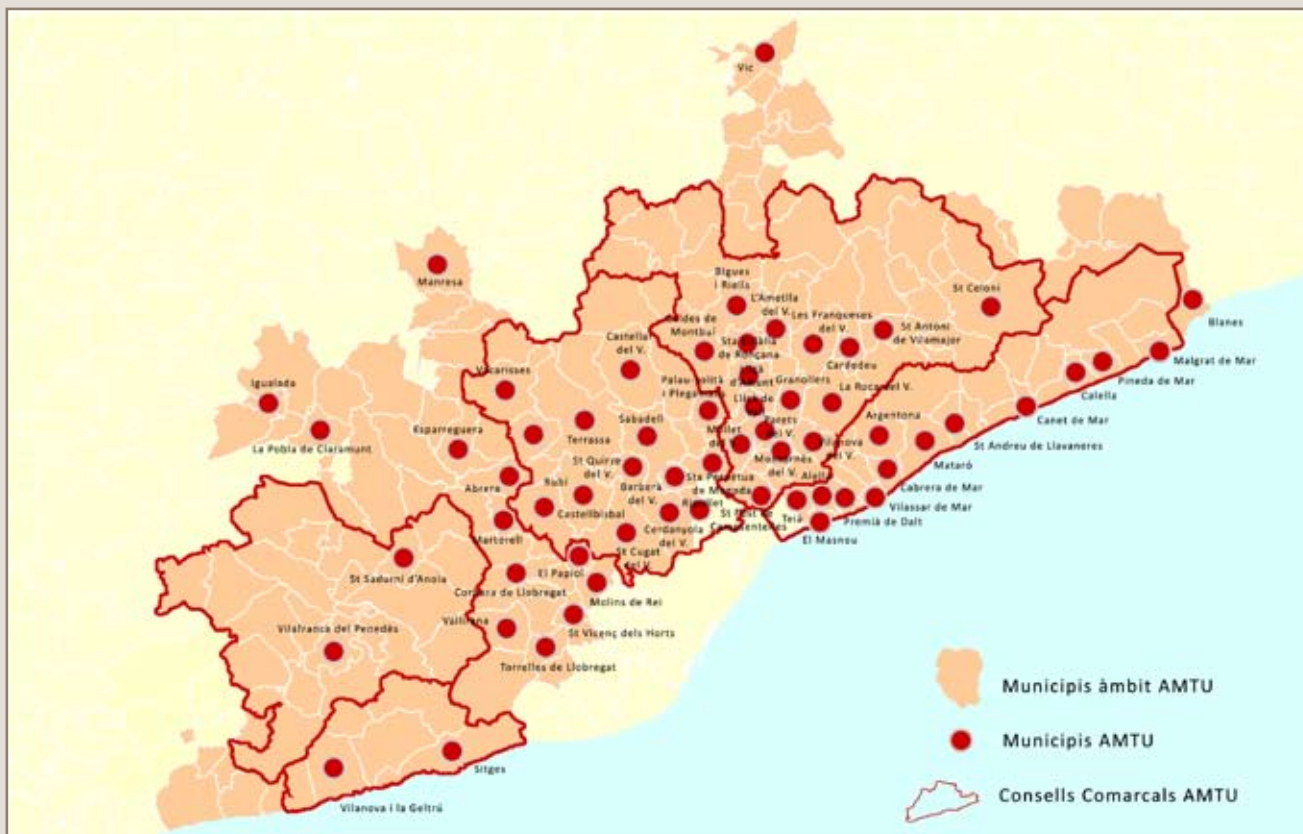 Vic
Manresa
Bigues
i Riells
L'Ametlla
del V.
St Celoni
Blanes
Les Franqueses
del V.
St Antoni
de Vilamajor
Caldes de
Montbui
Castellar
del V.
Cardedeu
Malgrat de Mar
Pineda de Mar
Calella
Canet de Mar
Igualada
Vacarisses
Palau-solità
i Plegamans
Granollers
La Roca del V.
Argentona
St Andreu de Llavaneres
La Pobla de Claramunt
Esparreguera
Terrassa
Sabadell
Mollet
del V.
Parets
del V.
Vilanova
del V.
Mataró
St Quirze
del V.
Montornès
del V.
Abrera
Rubí
Barberà
del V.
Sta Perpetua
de Mogoda
Alella
Cabrera de Mar
Vilassar de Mar
Castellbisbal
Ripollet
Teià
Premià de Dalt
El Masnou
Martorell
Cerdanyola
del V.
St Cugat
del V.
St Sadurní d'Anoia
El Papiol
Corbera de Llobregat
Molins de Rei
Vallirana
St Vicenç dels Horts
Vilafranca del Penedès
Torrelles de Llobregat
Sitges
Vilanova i la Geltrú
Municipis àmbit AMTU
Municipis AMTU
Consells Comarcals AMTU